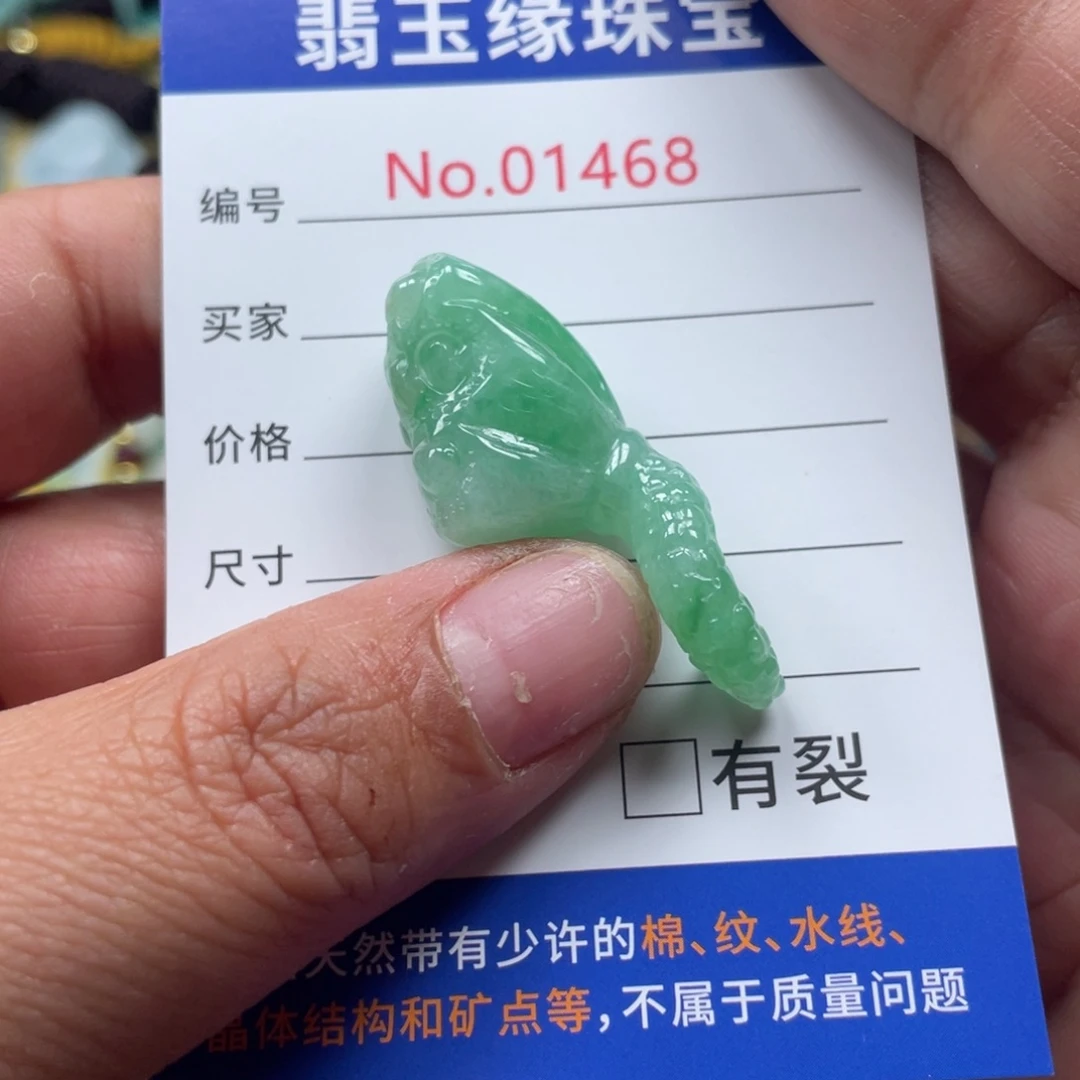 翡玉缘珠宝
编号 No.01468
买家
价格
尺寸
有裂
天然带有少许的棉、纹、水线、
晶体结构和矿点等，不属于质量问题